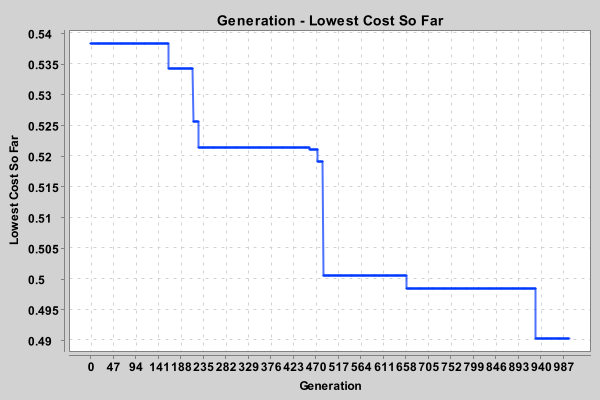 Generation - Lowest Cost So Far
0.54
0.535
0.53
0.525
0.52
0.515
0.51
0.505
0.5
0.495
0.49
Lowest Cost So Far
0 47 94 141 188 235 282 329 376 423 470 517 564 611 658 705 752 799 846 893 940 987
Generation